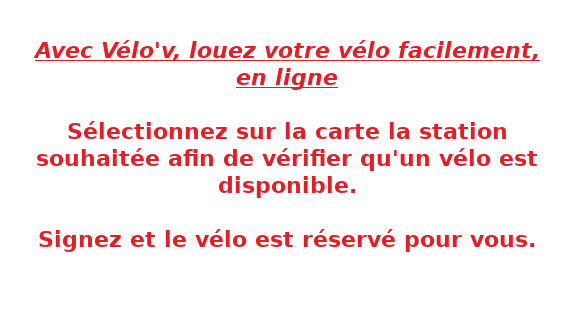 Avec Vélo'v, louez votre vélo facilement,
en ligne
Sélectionnez sur la carte la station
souhaitée afin de vérifier qu'un vélo est
disponible.
Signez et le vélo est réservé pour vous.